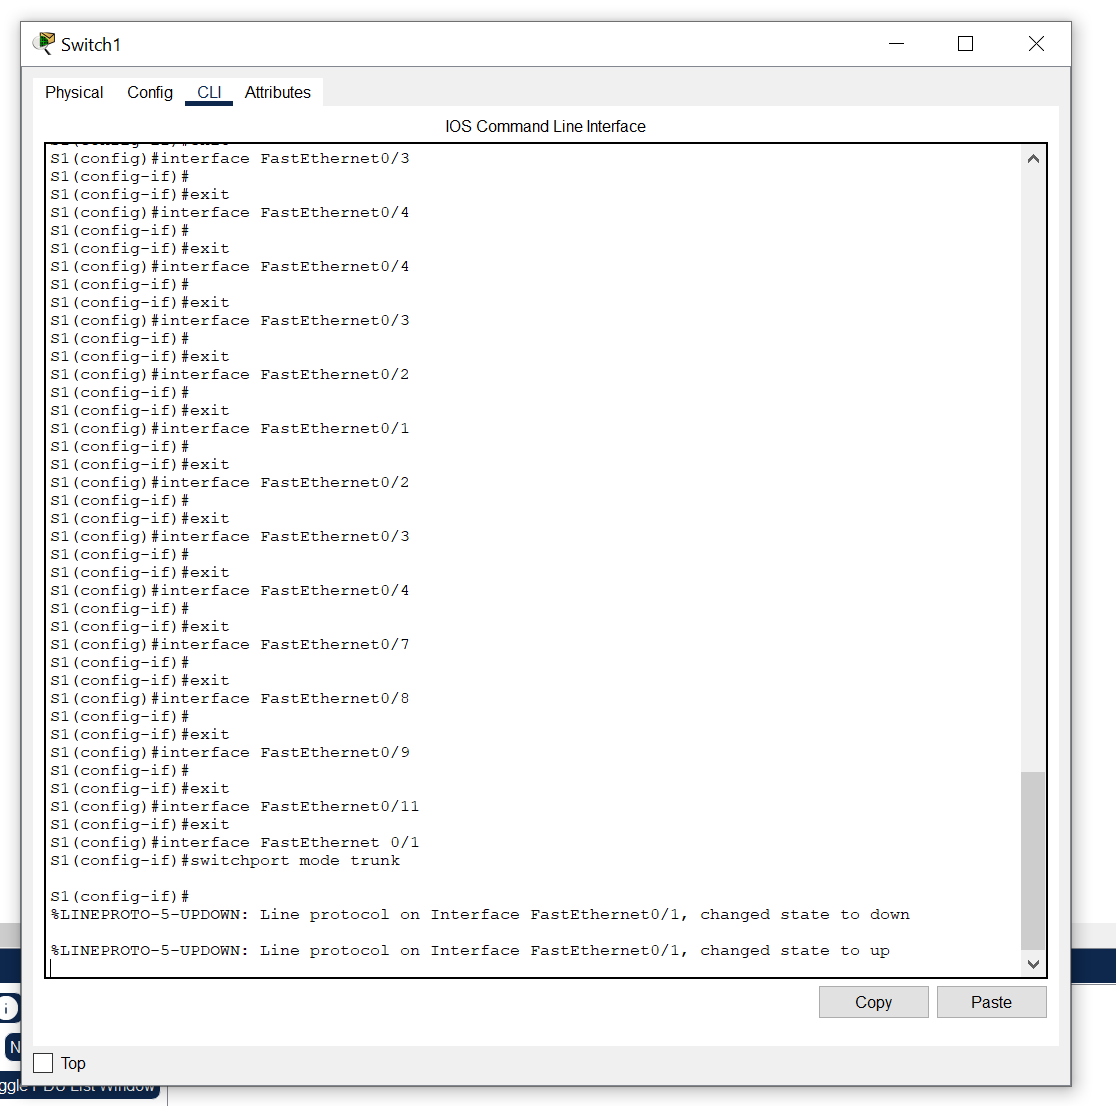 Switch1
Physical Config CLI Attributes
IOS Command Line Interface
S1(config-if)#exit
S1(config)#interface FastEthernet0/3
S1(config-if)#
S1(config-if)#exit
S1(config)#interface FastEthernet0/4
S1(config-if)#
S1(config-if)#exit
S1(config)#interface FastEthernet0/4
S1(config-if)#
S1(config-if)#exit
S1(config)#interface FastEthernet0/3
S1(config-if)#
S1(config-if)#exit
S1(config)#interface FastEthernet0/2
S1(config-if)#
S1(config-if)#exit
S1(config)#interface FastEthernet0/1
S1(config-if)#
S1(config-if)#exit
S1(config)#interface FastEthernet0/2
S1(config-if)#
S1(config-if)#exit
S1(config)#interface FastEthernet0/3
S1(config-if)#
S1(config-if)#exit
S1(config)#interface FastEthernet0/4
S1(config-if)#
S1(config-if)#exit
S1(config)#interface FastEthernet0/7
S1(config-if)#
S1(config-if)#exit
S1(config)#interface FastEthernet0/8
S1(config-if)#
S1(config-if)#exit
S1(config)#interface FastEthernet0/9
S1(config-if)#
S1(config-if)#exit
S1(config)#interface FastEthernet0/11
S1(config-if)#exit
S1(config)#interface FastEthernet 0/1
S1(config-if)#switchport mode trunk
S1(config-if)#
%LINEPROTO-5-UPDOWN: Line protocol on Interface FastEthernet0/1, changed state to down
%LINEPROTO-5-UPDOWN: Line protocol on Interface FastEthernet0/1, changed state to up
Copy Paste
Top
List Window